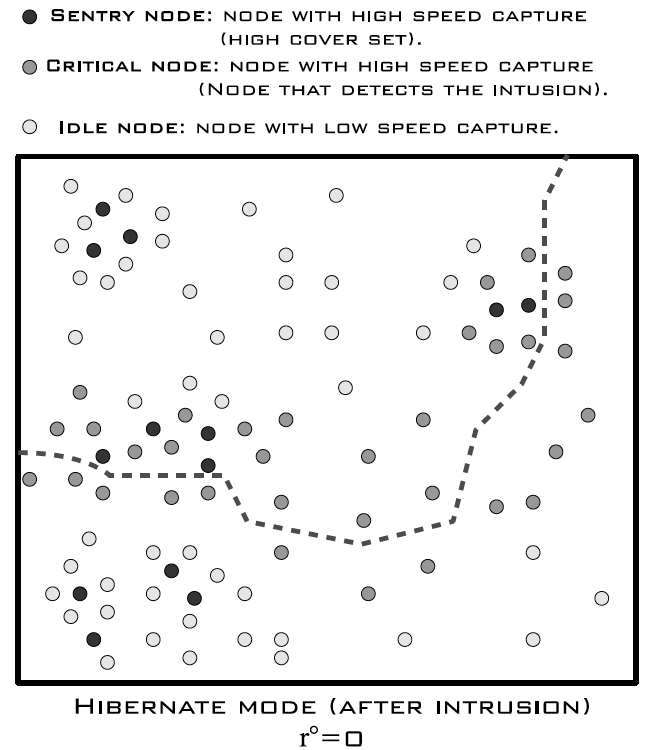 SENTRY NODE: NODE WITH HIGH SPEED CAPTURE
(HIGH COVER SET).
CRITICAL NODE: NODE WITH HIGH SPEED CAPTURE
(NODE THAT DETECTS THE INTUSION).
IDLE NODE: NODE WITH LOW SPEED CAPTURE.
HIBERNATE MODE (AFTER INTRUSION)
r°=0